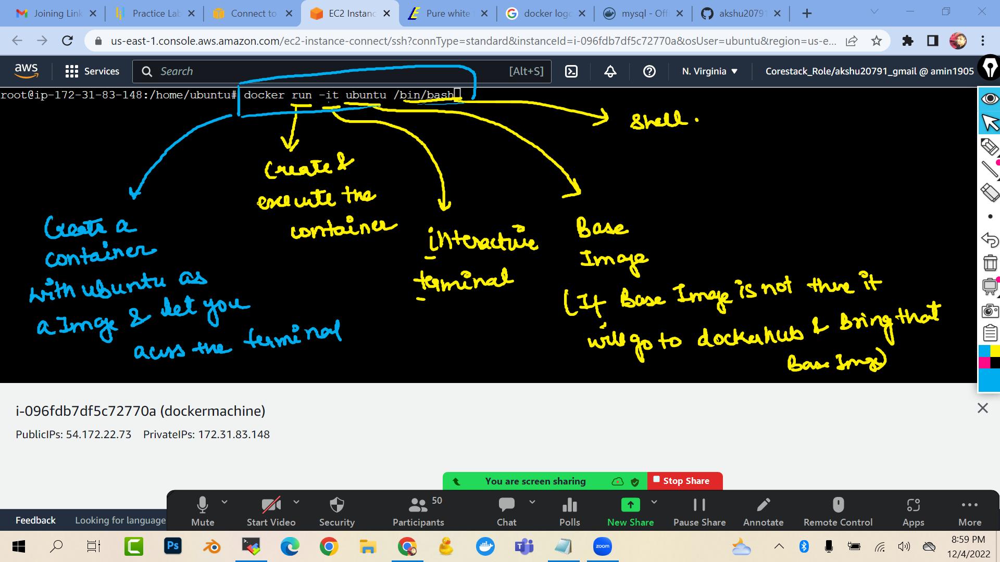 Joining Link
Practice Lab
Connect to
EC2 Instanc
Pure white
docker logo
mysql - Offi
akshu20791
us-east-1.console.aws.amazon.com/ec2-instance-connect/ssh?connType=standard&instanceId=i-096fdb7df5c72770a&osUser=ubuntu&region=us-e...
aws
Services
Search
[Alt+S]
N. Virginia
Corestack_Role/akshu20791_gmail @ amin1905
root@ip-172-31-83-148:/home/ubuntu# docker run -it ubuntu /bin/bash
Shell.
Create &
execute the
container
Create a
container
with ubuntu as
a Image & let you
acess the terminal
interactive
terminal
Base
Image
(If Base Image is not there it
will go to dockerhub & Bring that
Base Image)
i-096fdb7df5c72770a (dockermachine)
PublicIPs: 54.172.22.73 PrivateIPs: 172.31.83.148
You are screen sharing
Stop Share
50
Mute
Start Video
Security
Participants
Chat
Polls
New Share
Pause Share
Annotate
Remote Control
Apps
More
Feedback
Looking for language
Ps
zoom
8:59 PM
12/4/2022